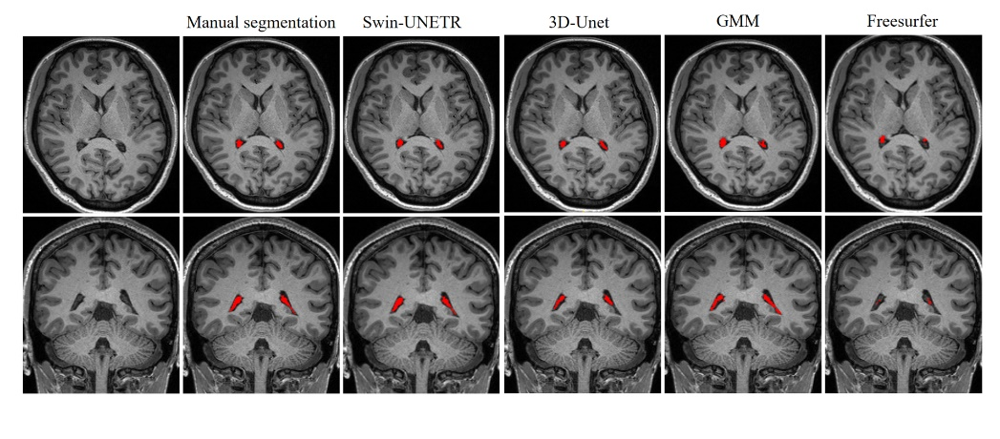 Manual segmentation Swin-UNETR 3D-Unet GMM Freesurfer